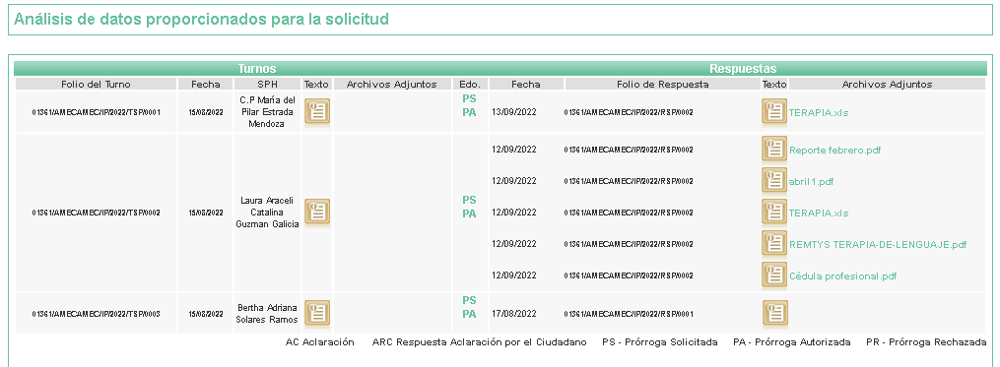 Análisis de datos proporcionados para la solicitud
Turnos Respuestas
Folio del Turno Fecha SPH Texto Archivos Adjuntos Edo. Fecha Folio de Respuesta Texto Archivos Adjuntos
01361/AMECAMEC/IP/2022/TSP/0001 15/08/2022 C.P María del Pilar Estrada Mendoza PS PA 13/09/2022 01361/AMECAMEC/IP/2022/RSP/0002 TERAPIA.xls
01361/AMECAMEC/IP/2022/TSP/0002 15/08/2022 Laura Araceli Catalina Guzman Galicia PS PA
12/09/2022 01361/AMECAMEC/IP/2022/RSP/0002 Reporte febrero.pdf
12/09/2022 01361/AMECAMEC/IP/2022/RSP/0002 abril1.pdf
12/09/2022 01361/AMECAMEC/IP/2022/RSP/0002 TERAPIA.xls
12/09/2022 01361/AMECAMEC/IP/2022/RSP/0002 REMTYS TERAPIA-DE-LENGUAJE.pdf
12/09/2022 01361/AMECAMEC/IP/2022/RSP/0002 Cédula profesional.pdf
01361/AMECAMEC/IP/2022/TSP/0003 15/08/2022 Bertha Adriana Solares Ramos PS PA 17/08/2022 01361/AMECAMEC/IP/2022/RSP/0001
AC Aclaración ARC Respuesta Aclaración por el Ciudadano PS - Prórroga Solicitada PA - Prórroga Autorizada PR - Prórroga Rechazada